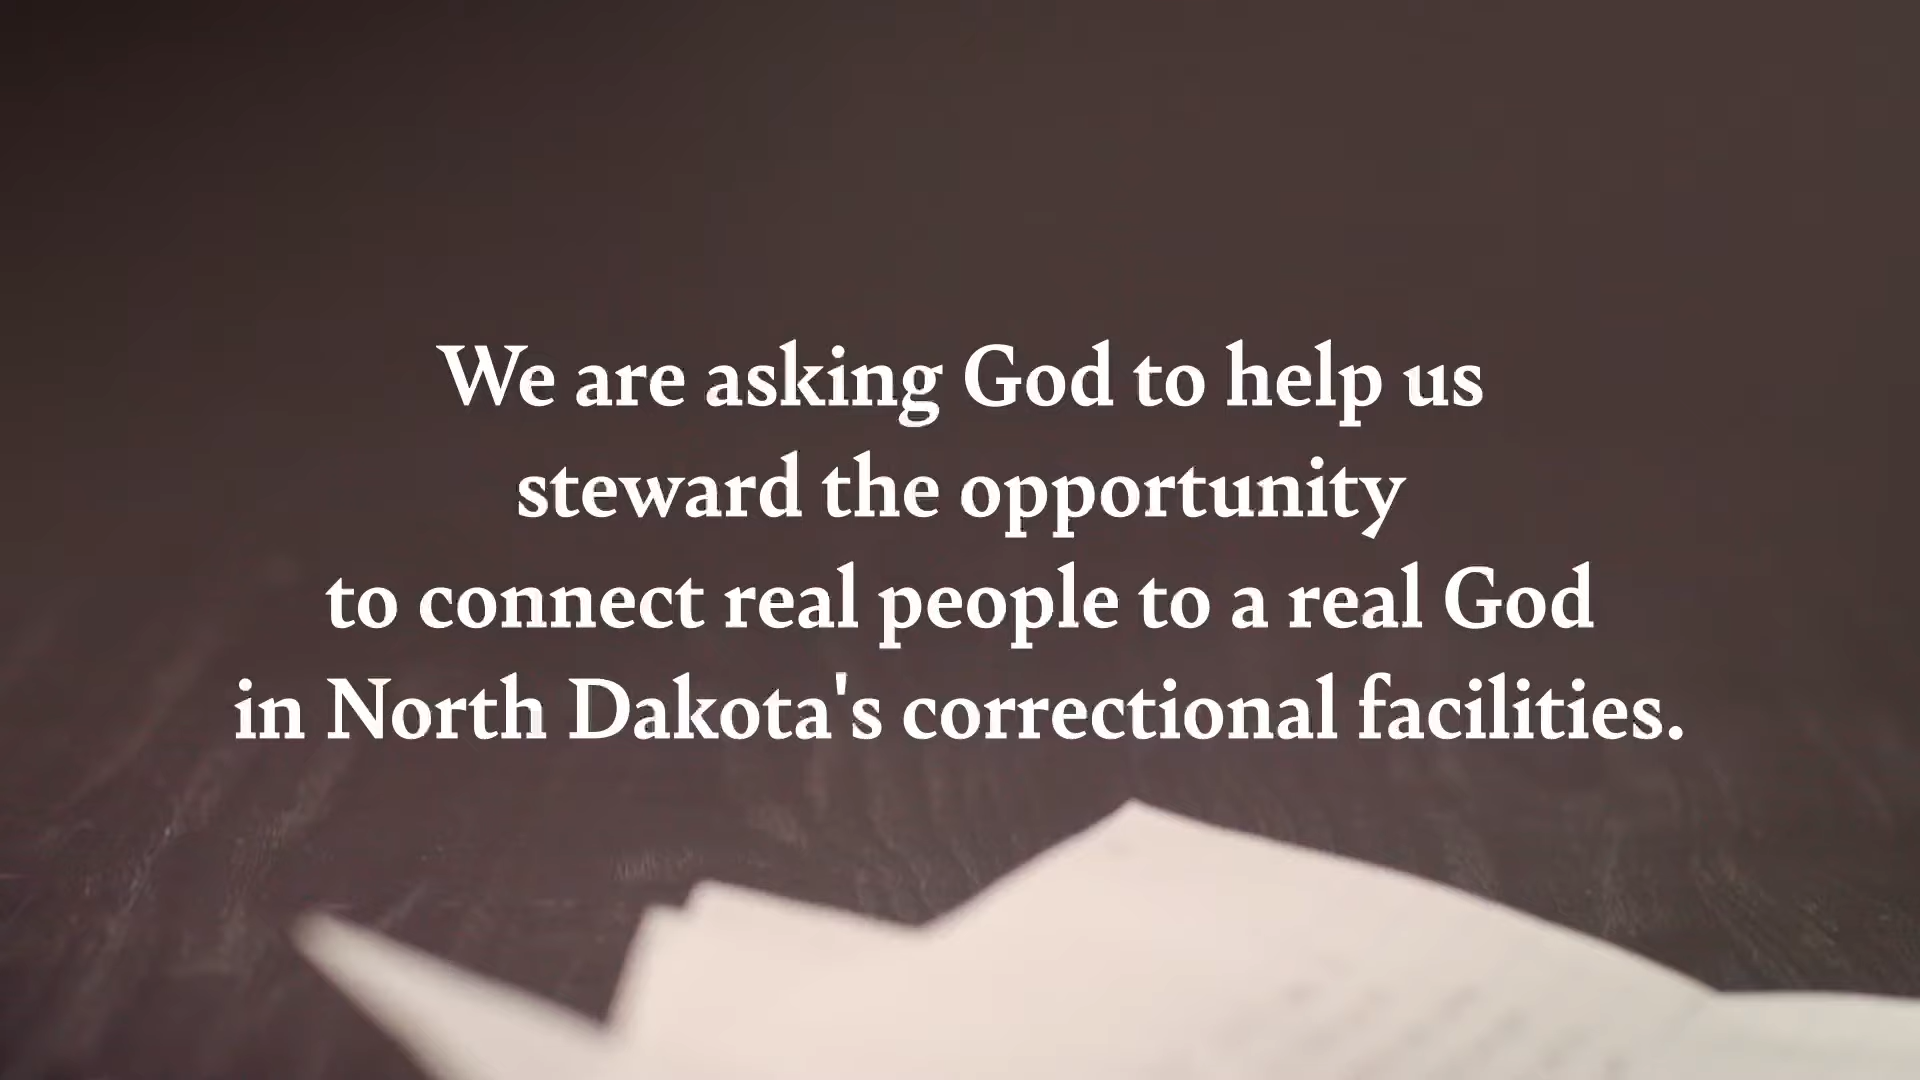 We are asking God to help us
steward the opportunity
to connect real people to a real God
in North Dakota's correctional facilities.